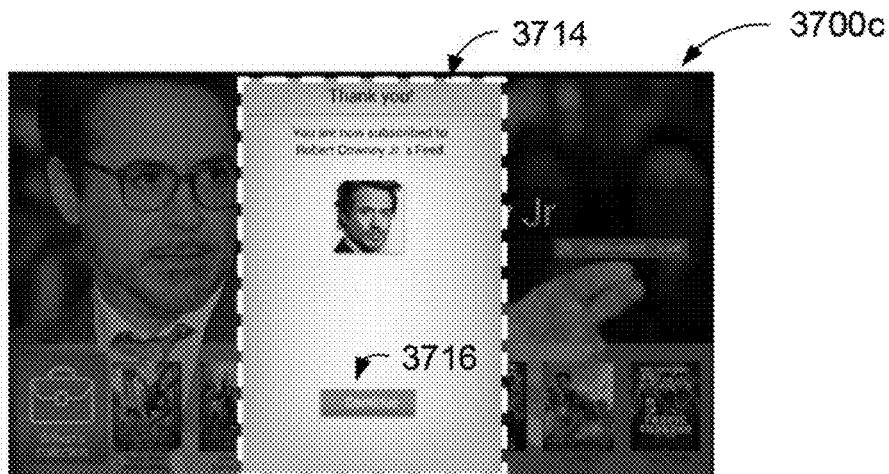 3714
3700c
Thank you!
You are now subscribed to
Robert Downey Jr.'s Feed
Jr
3716